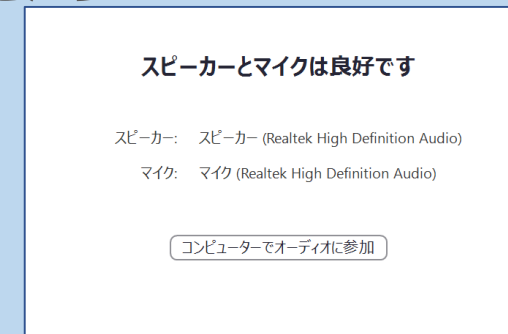 スピーカーとマイクは良好です
スピーカー: スピーカー (Realtek High Definition Audio)
マイク: マイク (Realtek High Definition Audio)
コンピューターでオーディオに参加